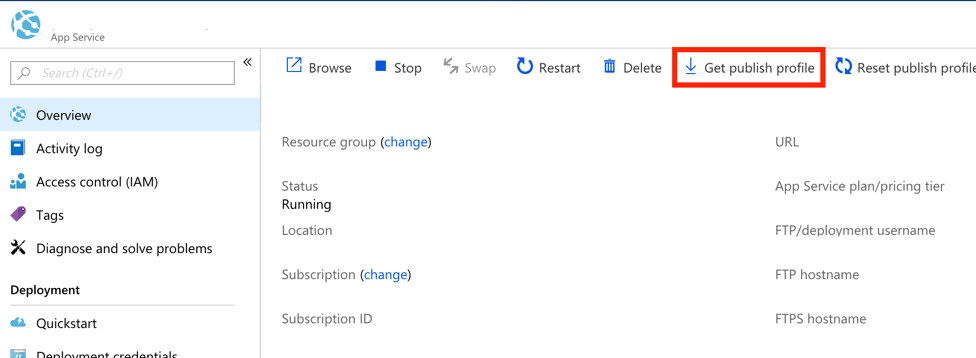 App Service
Search (Ctrl+/)
«
Browse
Stop
Swap
Restart
Delete
Get publish profile
Reset publish profile
Overview
Activity log
Access control (IAM)
Tags
Diagnose and solve problems
Deployment
Quickstart
Deployment credentials
Resource group (change)
URL
Status
Running
App Service plan/pricing tier
Location
FTP/deployment username
Subscription (change)
FTP hostname
Subscription ID
FTPS hostname